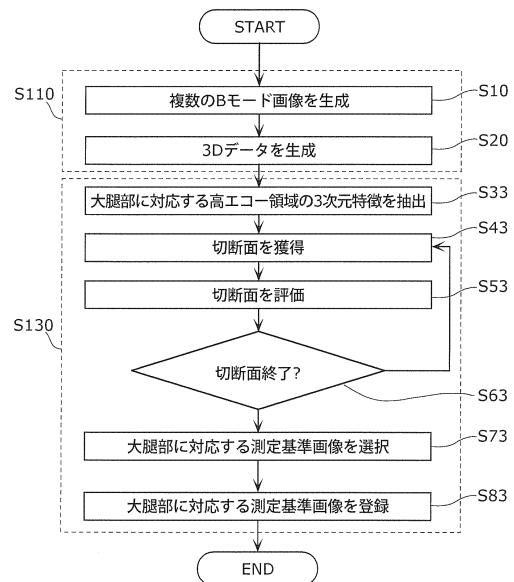 START
S110
複数のBモード画像を生成
S10
3Dデータを生成
S20
大腿部に対応する高エコー領域の3次元特徴を抽出
S33
切断面を獲得
S43
切断面を評価
S53
S130
切断面終了?
S63
大腿部に対応する測定基準画像を選択
S73
大腿部に対応する測定基準画像を登録
S83
END